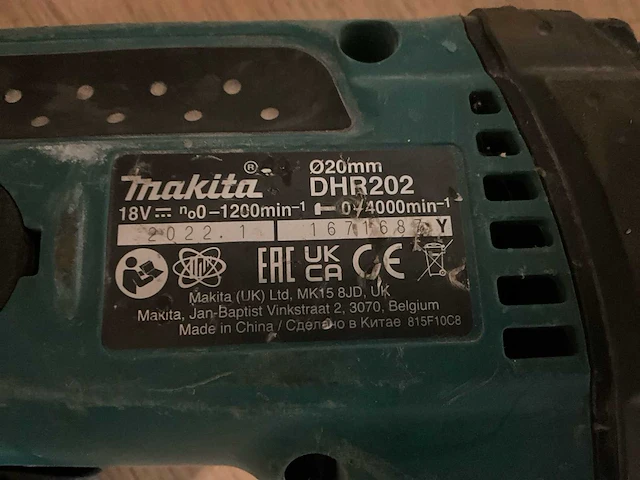 makita® Ø20mm
DHR202
18V ⎓ n₀0-1200min⁻¹ 0-4000min⁻¹
2022.1 1671687 Y
EAC UK CA CE
Makita (UK) Ltd, MK15 8JD, UK
Makita, Jan-Baptist Vinkstraat 2, 3070, Belgium
Made in China / Сделано в Китае 815F10C8